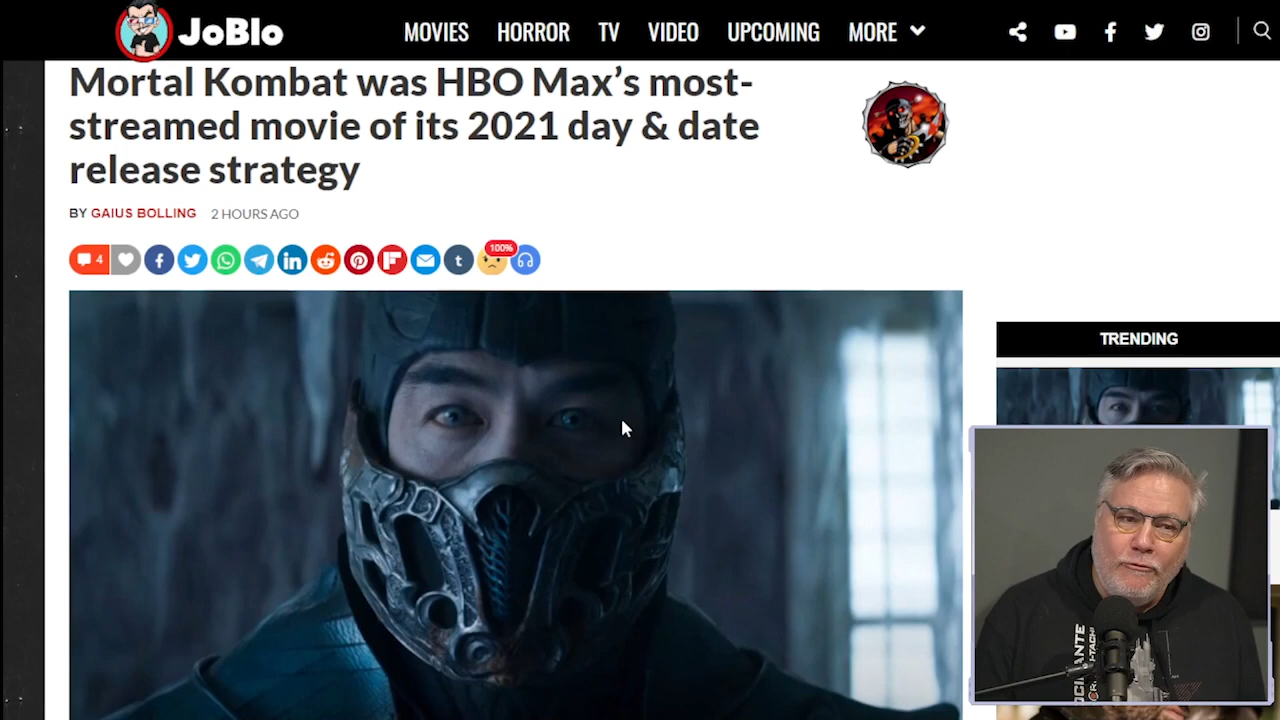 JoBlo
MOVIES HORROR TV VIDEO UPCOMING MORE
Mortal Kombat was HBO Max's most-
streamed movie of its 2021 day & date
release strategy
BY GAIUS BOLLING 2 HOURS AGO
4
100%
TRENDING